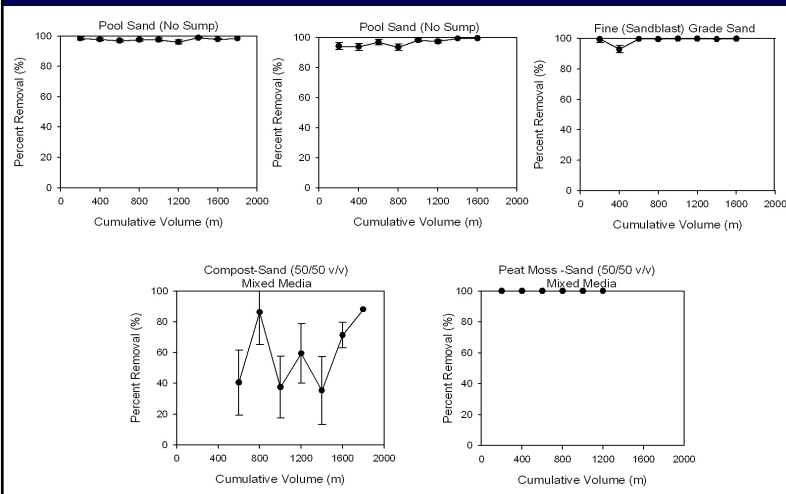 Pool Sand (No Sump)
Percent Removal (%)
100
80
60
40
20
0
0 400 800 1200 1600 2000
Cumulative Volume (m)
Pool Sand (No Sump)
Percent Removal (%)
100
80
60
40
20
0
0 400 800 1200 1600 2000
Cumulative Volume (m)
Fine (Sandblast) Grade Sand
Percent Removal (%)
100
80
60
40
20
0
0 400 800 1200 1600 2000
Cumulative Volume (m)
Compost-Sand (50/50 v/v)
Mixed Media
Percent Removal (%)
100
80
60
40
20
0
0 400 800 1200 1600 2000
Cumulative Volume (m)
Peat Moss -Sand (50/50 v/v)
Mixed Media
Percent Removal (%)
100
80
60
40
20
0
0 400 800 1200 1600 2000
Cumulative Volume (m)